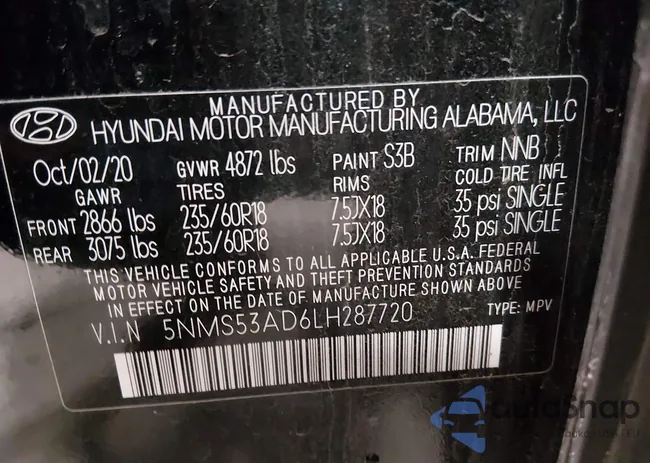 MANUFACTURED BY
HYUNDAI MOTOR MANUFACTURING ALABAMA, LLC
Oct/02/20 GVWR 4872 lbs PAINT S3B TRIM NNB
GAWR TIRES RIMS COLD TIRE INFL
FRONT 2866 lbs 235/60R18 7.5JX18 35 psi SINGLE
REAR 3075 lbs 235/60R18 7.5JX18 35 psi SINGLE
THIS VEHICLE CONFORMS TO ALL APPLICABLE U.S.A. FEDERAL
MOTOR VEHICLE SAFETY AND THEFT PREVENTION STANDARDS
IN EFFECT ON THE DATE OF MANUFACTURE SHOWN ABOVE
V.I.N 5NMS53AD6LH287720 TYPE: MPV
autoSnap